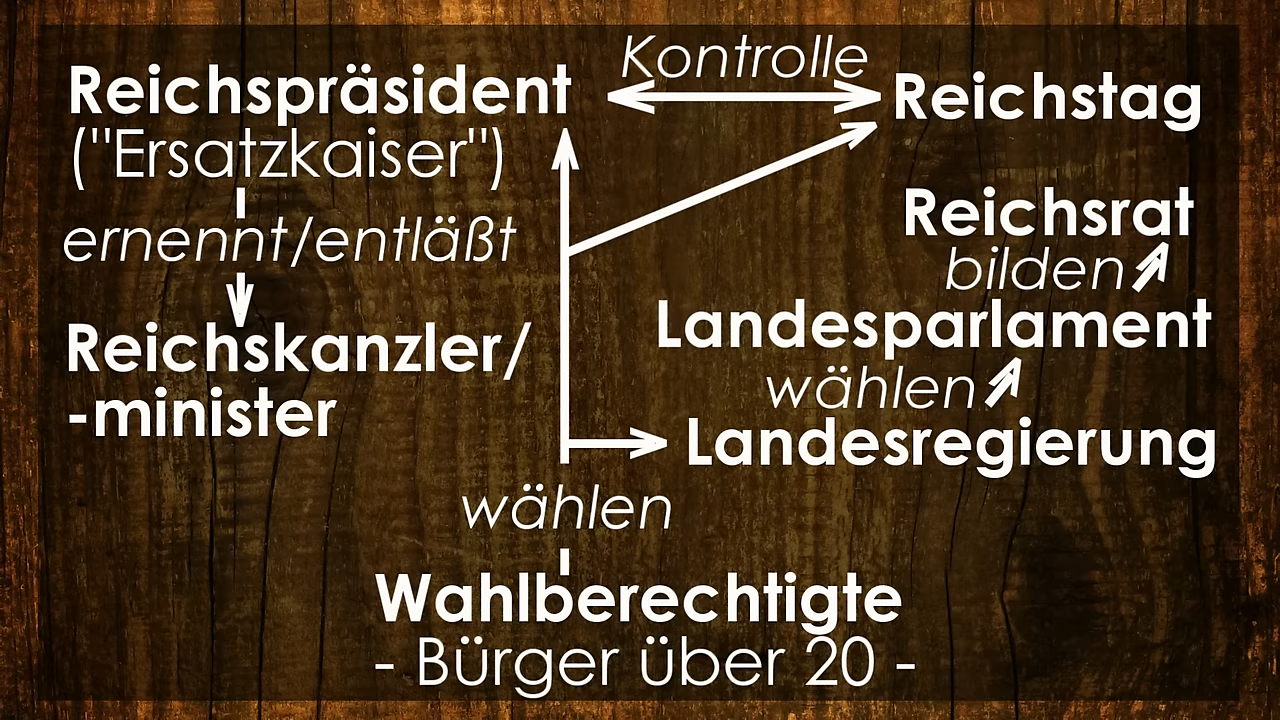 Kontrolle
Reichspräsident
Reichstag
("Ersatzkaiser")
Reichsrat
ernennt/entläßt
bilden
Landesparlament
Reichskanzler/
-minister
wählen
Landesregierung
wählen
Wahlberechtigte
- Bürger über 20 -